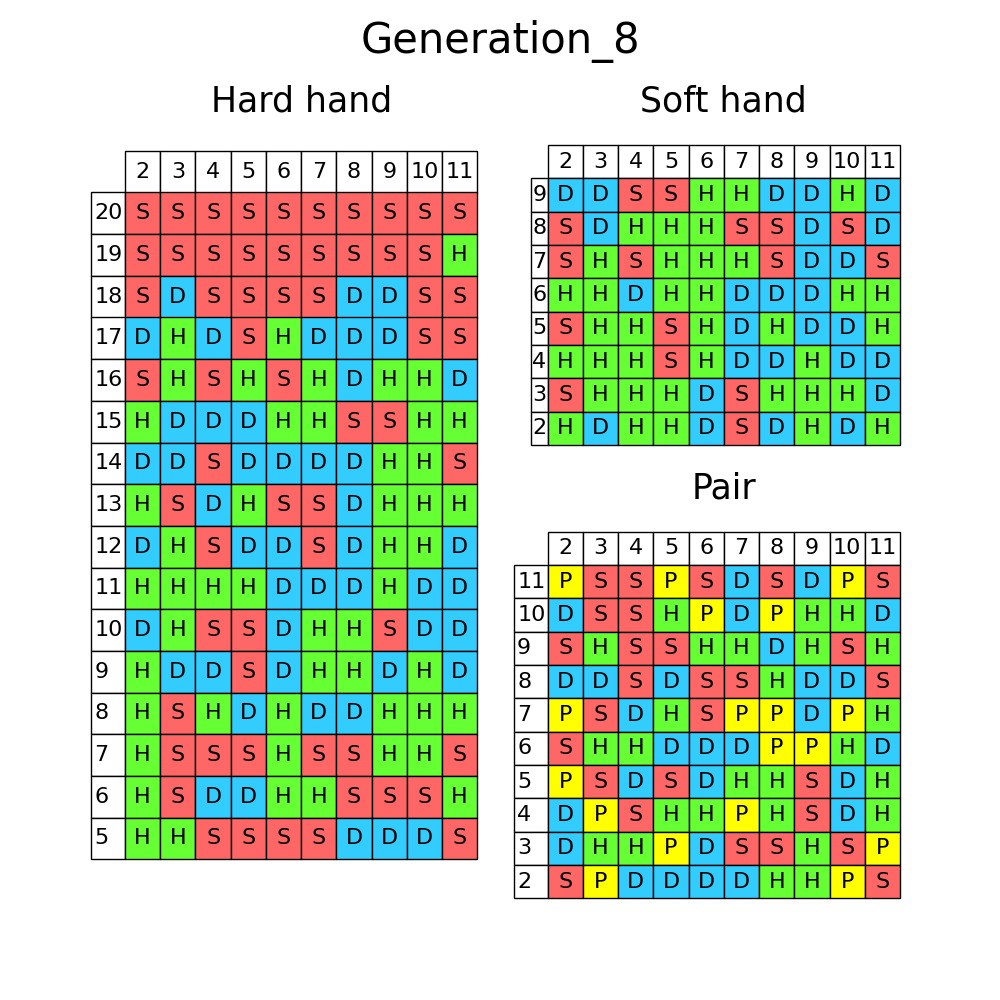 Generation_8
Hard hand
2 3 4 5 6 7 8 9 10 11
20 S S S S S S S S S S
19 S S S S S S S S S H
18 S D S S S S D D S S
17 D H D S H D D D S S
16 S H S H S H D H H D
15 H D D D H H S S H H
14 D D S D D D D H H S
13 H S D H S S D H H H
12 D H S D D S D H H D
11 H H H H D D D H D D
10 D H S S D H H S D D
9 H D D S D H H D H D
8 H S H D H D D H H H
7 H S S S H S S H H S
6 H S D D H H S S S H
5 H H S S S S D D D S
Soft hand
2 3 4 5 6 7 8 9 10 11
9 D D S S H H D D H D
8 S D H H H S S D S D
7 S H S H H H S D D S
6 H H D H H D D D H H
5 S H H S H D H D D H
4 H H H S H D D H D D
3 S H H H D S H H H D
2 H D H H D S D H D H
Pair
2 3 4 5 6 7 8 9 10 11
11 P S S P S D S D P S
10 D S S H P D P H H D
9 S H S S H H D H S H
8 D D S D S S H D D S
7 P S D H S P P D P H
6 S H H D D D P P H D
5 P S D S D H H S D H
4 D P S H H P H S D H
3 D H H P D S S H S P
2 S P D D D D H H P S